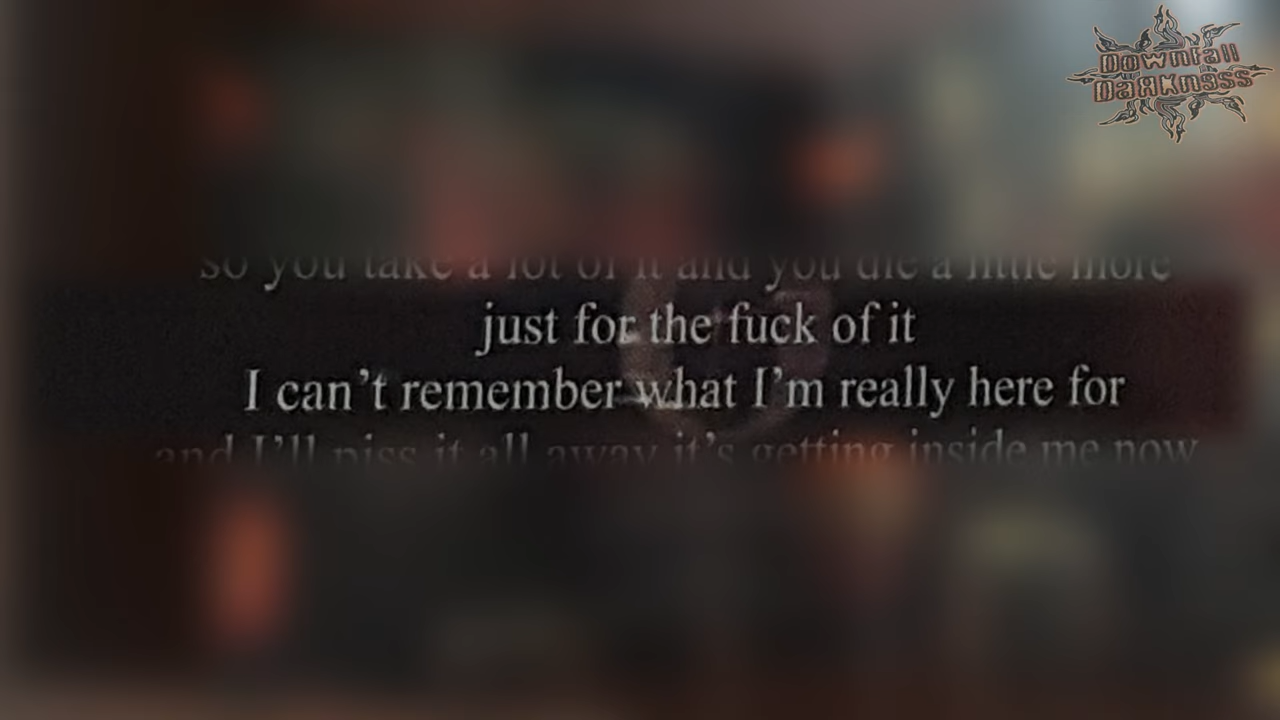 Downfall
Darkness
so you take a lot of it and you die a little more
just for the fuck of it
I can't remember what I'm really here for
and I'll piss it all away it's getting inside me now